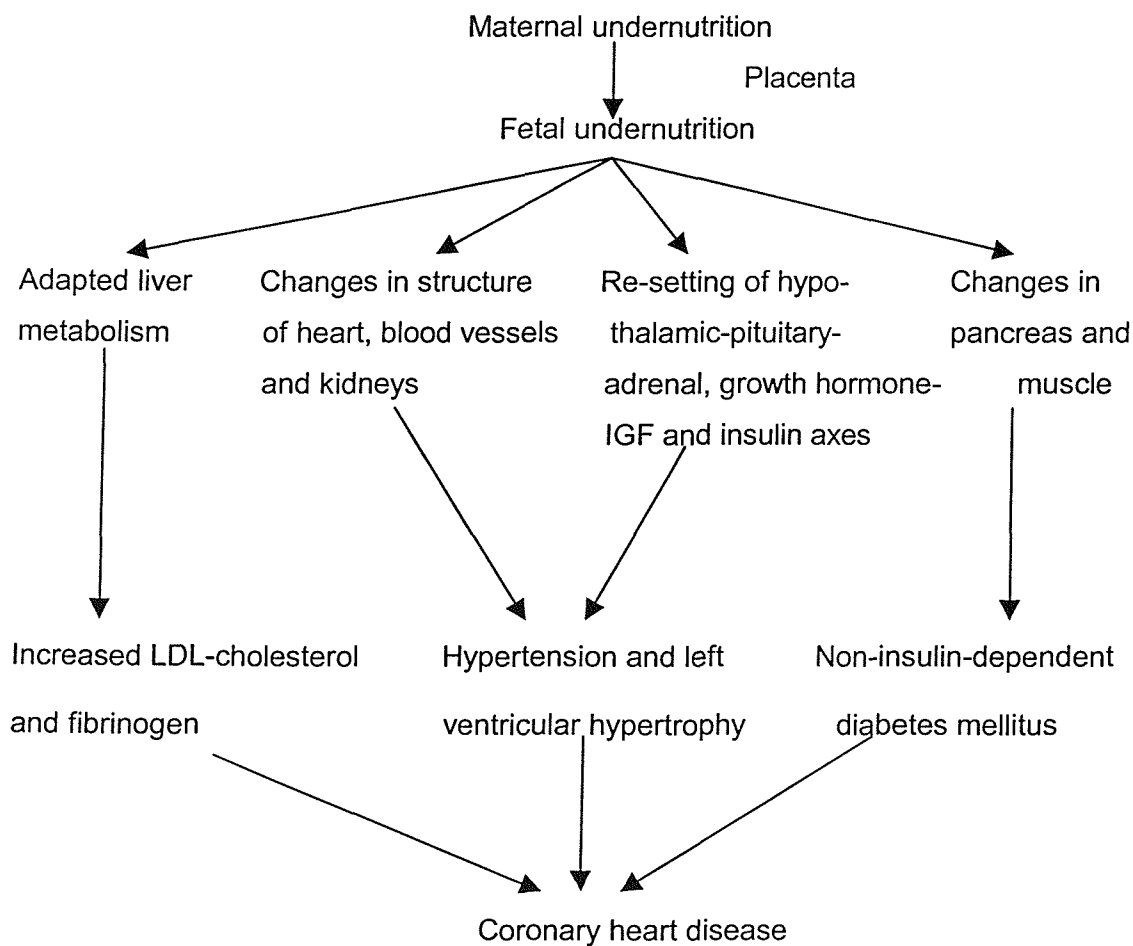 Maternal undernutrition
Placenta
Fetal undernutrition
Adapted liver
metabolism
Changes in structure
of heart, blood vessels
and kidneys
Re-setting of hypo-
thalamic-pituitary-
adrenal, growth hormone-
IGF and insulin axes
Changes in
pancreas and
muscle
Increased LDL-cholesterol
and fibrinogen
Hypertension and left
ventricular hypertrophy
Non-insulin-dependent
diabetes mellitus
Coronary heart disease